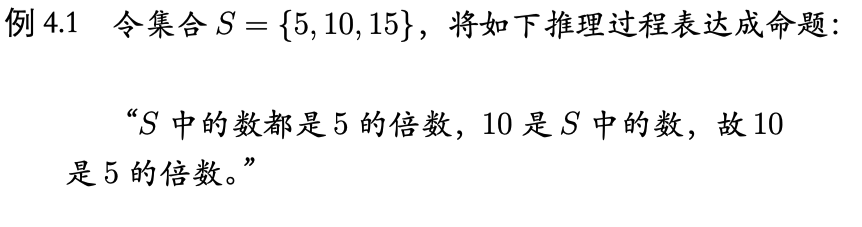 例 4.1 令集合 S = {5, 10, 15}，将如下推理过程表达成命题：
“S 中的数都是 5 的倍数，10 是 S 中的数，故 10
是 5 的倍数。”